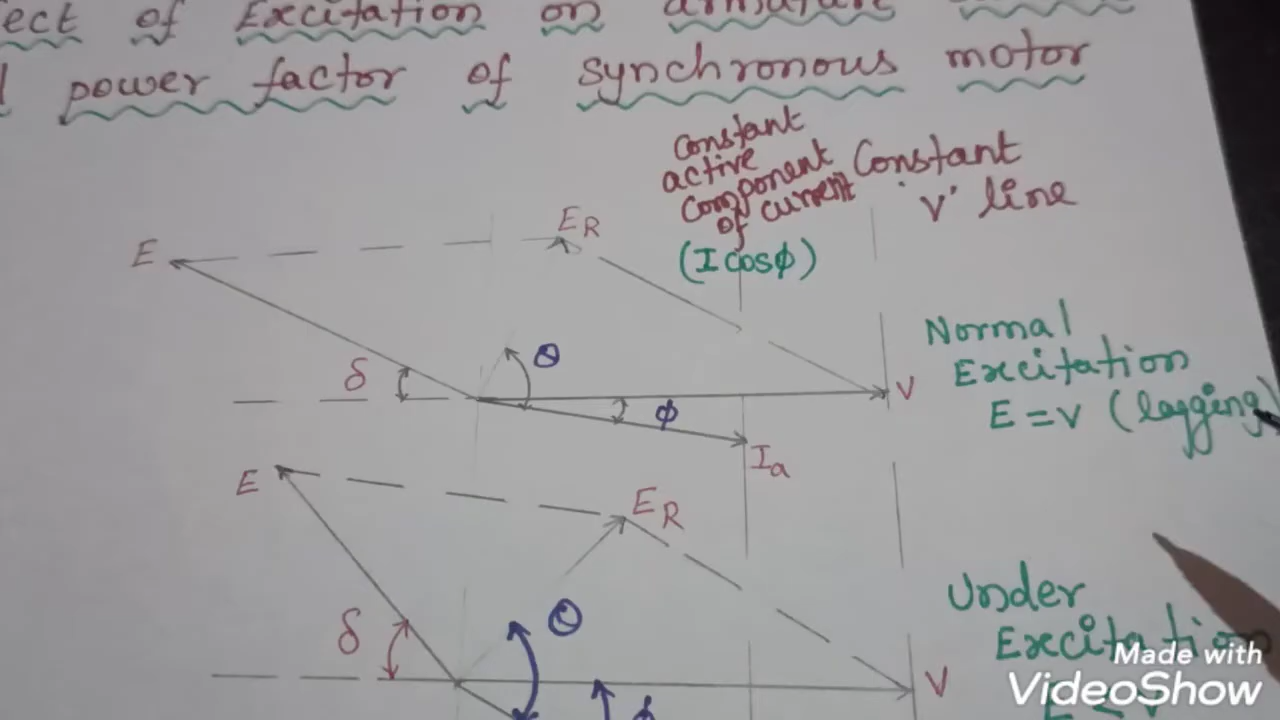 of Excitation on
power factor of synchronous motor
constant
active
component
of current
(I cosφ)
Constant
'V' line
E
E_R
δ
θ
φ
V
I_a
Normal
Excitation
E = V (lagging)
E
E_R
δ
θ
V
Under
Excitation
E < V
Made with
VideoShow